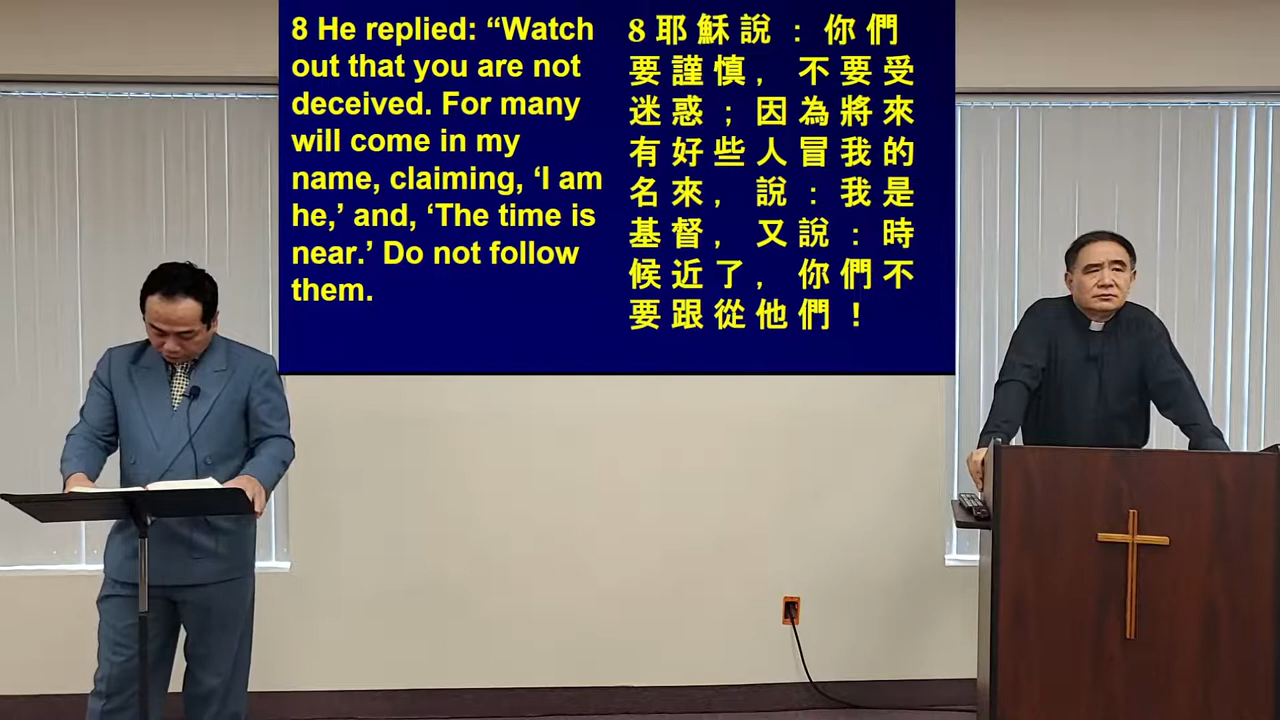 8 He replied: “Watch
out that you are not
deceived. For many
will come in my
name, claiming, ‘I am
he,’ and, ‘The time is
near.’ Do not follow
them.
8 耶穌說：你們
要謹慎，不要受
迷惑；因為將來
有好些人冒我的
名來，說：我是
基督，又說：時
候近了，你們不
要跟從他們！